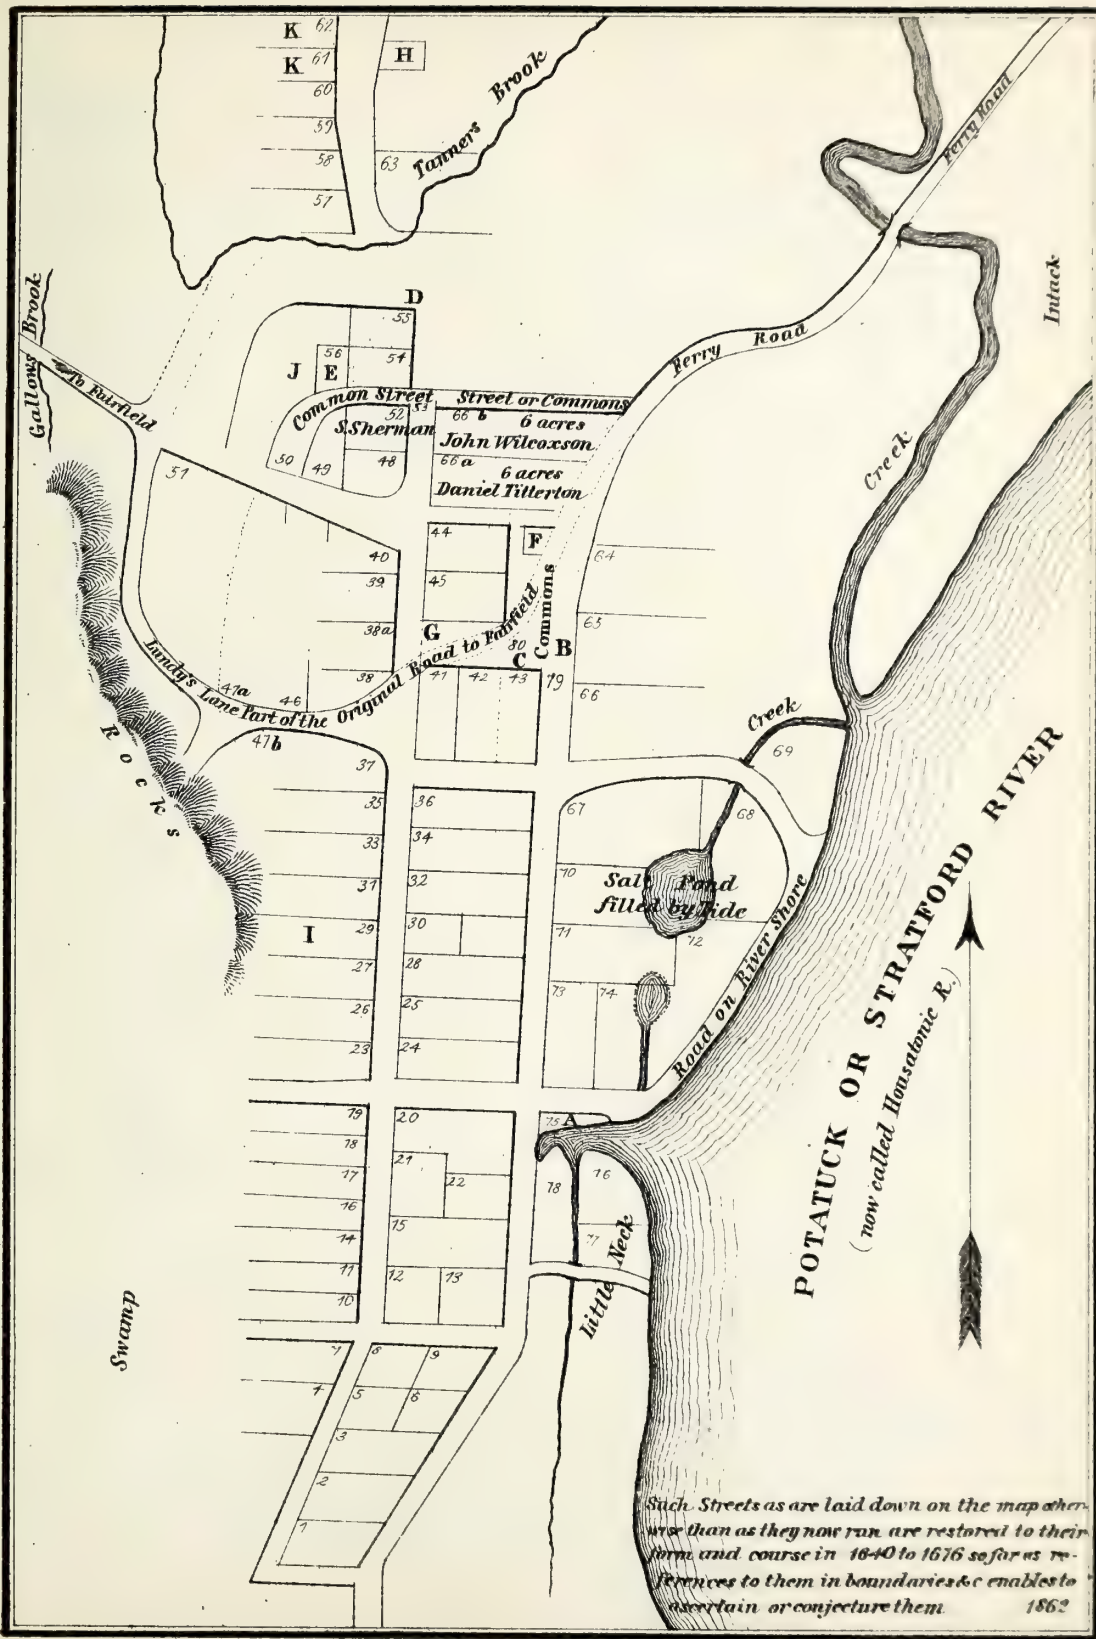 K 62
K 61
60
59
58
57
H
63
Tanners Brook
Ferry Road
Intack
Gallows Brook
To Fairfield
D
55
54
56
J E
Common Street
Street or Commons
53
52
S. Sherman
50
49
48
66 b 6 acres
John Wilcoxson
66 a 6 acres
Daniel Titterton
Ferry Road
Creek
51
44
F
40
39
45
38a
G
64
65
80
Commons
B
C
38
41
42
43
79
66
47a
46
Lundy's Lane Part of the Original Road to Fairfield
47b
Rocks
Creek
69
37
35
36
67
68
33
34
31
32
70
Salt Pond
filled by Tide
I
29
30
71
72
27
28
26
25
73
74
23
24
Road on River Shore
POTATUCK OR STRATFORD RIVER
(now called Housatonic R.)
19
20
75 A
18
21
17
22
78
76
16
15
14
77
11
12
13
10
Little Neck
Swamp
7
8
9
4
5
6
3
2
1
Such Streets as are laid down on the map other-
wise than as they now run are restored to their
form and course in 1640 to 1676 so far as re-
ferences to them in boundaries &c enables to
ascertain or conjecture them 1862